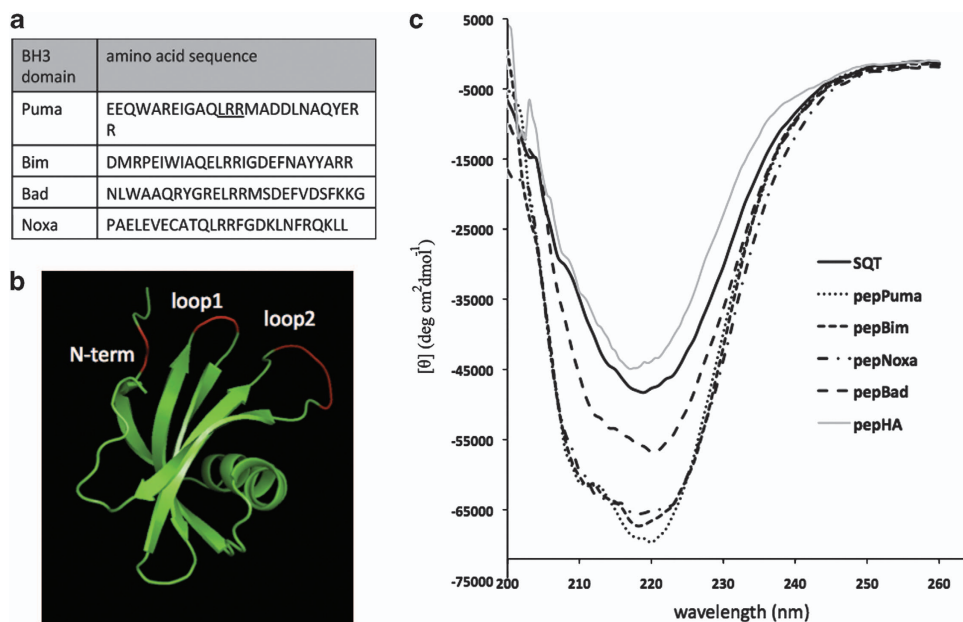 a
BH3 domain amino acid sequence
Puma EEQWAREIGAQLRRMADDLNAQYER
R
Bim DMRPEIWIAQELRRIGDEFNAYYARR
Bad NLWAAQRYGRELRRMSDEFVDSFKKG
Noxa PAELEVECATQLRRFGDKLNFRQKLL
b
N-term
loop1
loop2
c
[θ] (deg cm²dmol⁻¹)
5000
-5000
-15000
-25000
-35000
-45000
-55000
-65000
-75000
200 210 220 230 240 250 260
wavelength (nm)
SQT
pepPuma
pepBim
pepNoxa
pepBad
pepHA